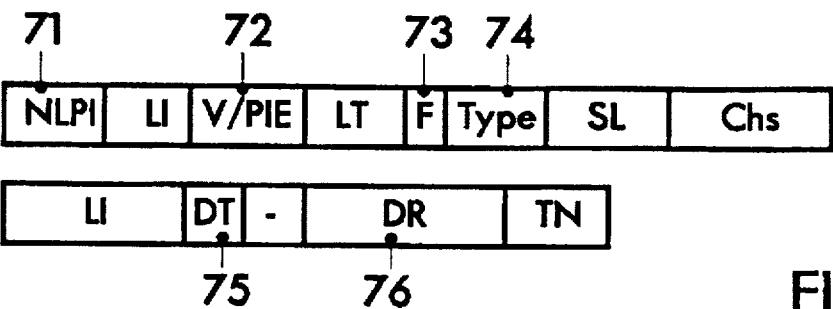 71 72 73 74
NLPI LI V/PIE LT F Type SL Chs
LI DT - DR TN
75 76
FI